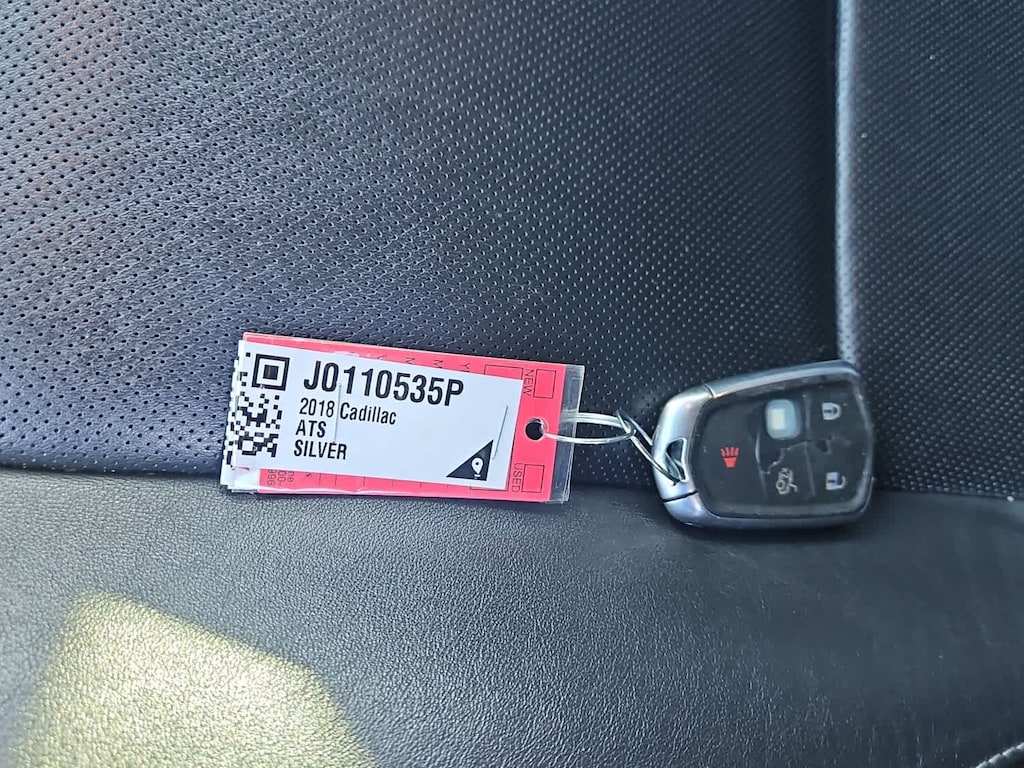 J0110535P
2018 Cadillac
ATS
SILVER
NEW
USED